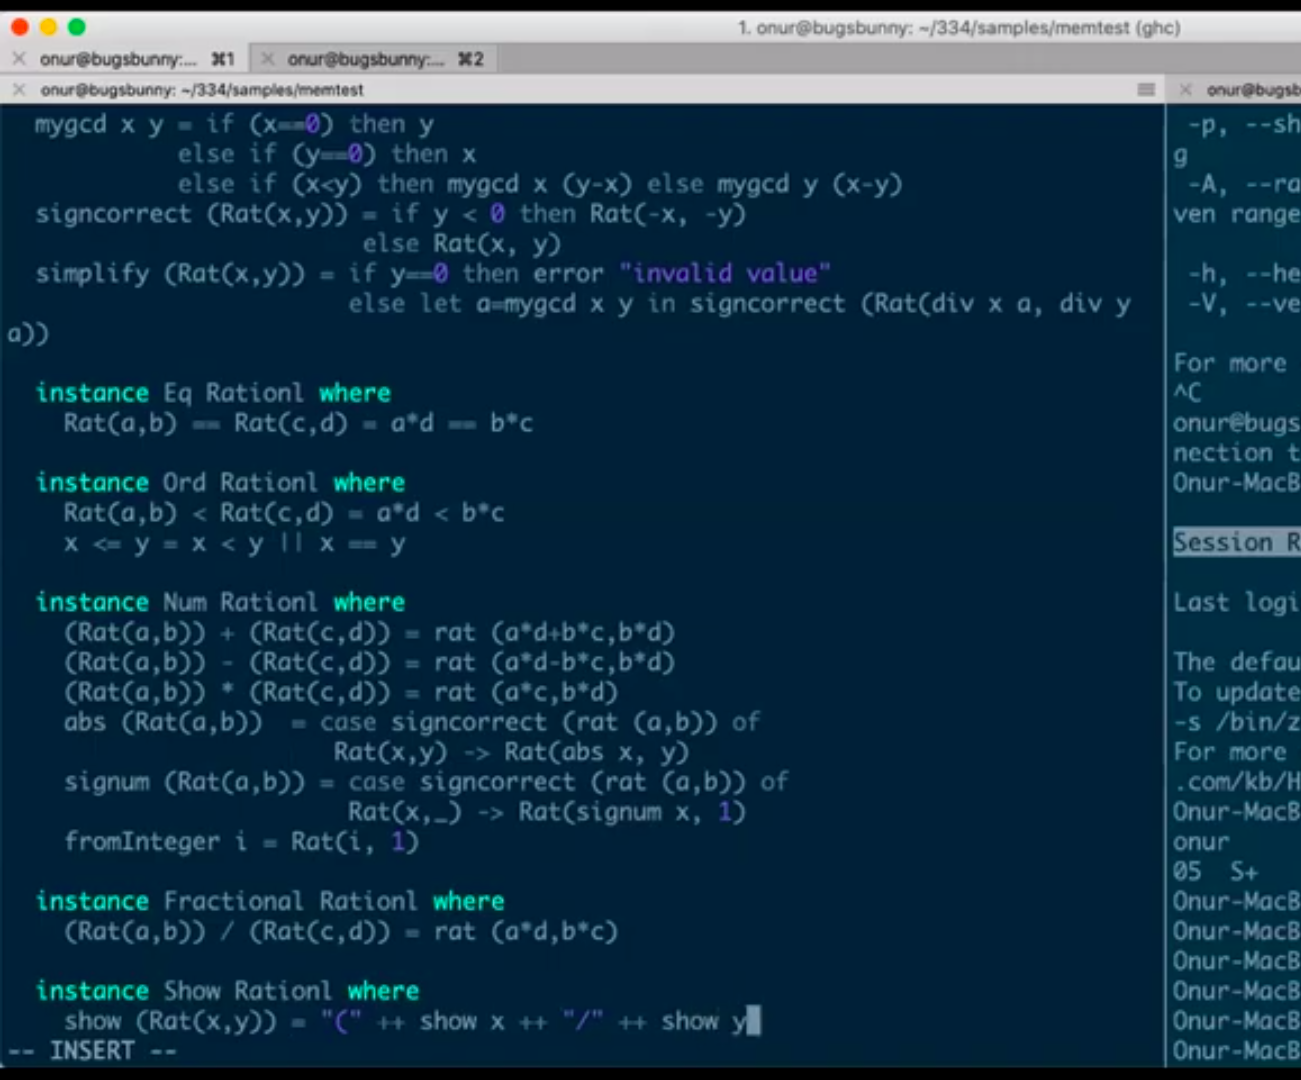 1. onur@bugsbunny: ~/334/samples/memtest (ghc)
onur@bugsbunny:... ⌘1 onur@bugsbunny:... ⌘2
onur@bugsbunny: ~/334/samples/memtest
mygcd x y = if (x==0) then y
else if (y==0) then x
else if (x<y) then mygcd x (y-x) else mygcd y (x-y)
signcorrect (Rat(x,y)) = if y < 0 then Rat(-x, -y)
else Rat(x, y)
simplify (Rat(x,y)) = if y==0 then error "invalid value"
else let a=mygcd x y in signcorrect (Rat(div x a, div y
a))
instance Eq Rationl where
Rat(a,b) == Rat(c,d) = a*d == b*c
instance Ord Rationl where
Rat(a,b) < Rat(c,d) = a*d < b*c
x <= y = x < y || x == y
instance Num Rationl where
(Rat(a,b)) + (Rat(c,d)) = rat (a*d+b*c,b*d)
(Rat(a,b)) - (Rat(c,d)) = rat (a*d-b*c,b*d)
(Rat(a,b)) * (Rat(c,d)) = rat (a*c,b*d)
abs (Rat(a,b)) = case signcorrect (rat (a,b)) of
Rat(x,y) -> Rat(abs x, y)
signum (Rat(a,b)) = case signcorrect (rat (a,b)) of
Rat(x,_) -> Rat(signum x, 1)
fromInteger i = Rat(i, 1)
instance Fractional Rationl where
(Rat(a,b)) / (Rat(c,d)) = rat (a*d,b*c)
instance Show Rationl where
show (Rat(x,y)) = "(" ++ show x ++ "/" ++ show y
-- INSERT --
onur@bugsb
-p, --sh
g
-A, --ra
ven range
-h, --he
-V, --ve
For more
^C
onur@bugs
nection t
Onur-MacB
Session R
Last logi
The defau
To update
-s /bin/z
For more
.com/kb/H
Onur-MacB
onur
05 S+
Onur-MacB
Onur-MacB
Onur-MacB
Onur-MacB
Onur-MacB
Onur-MacB